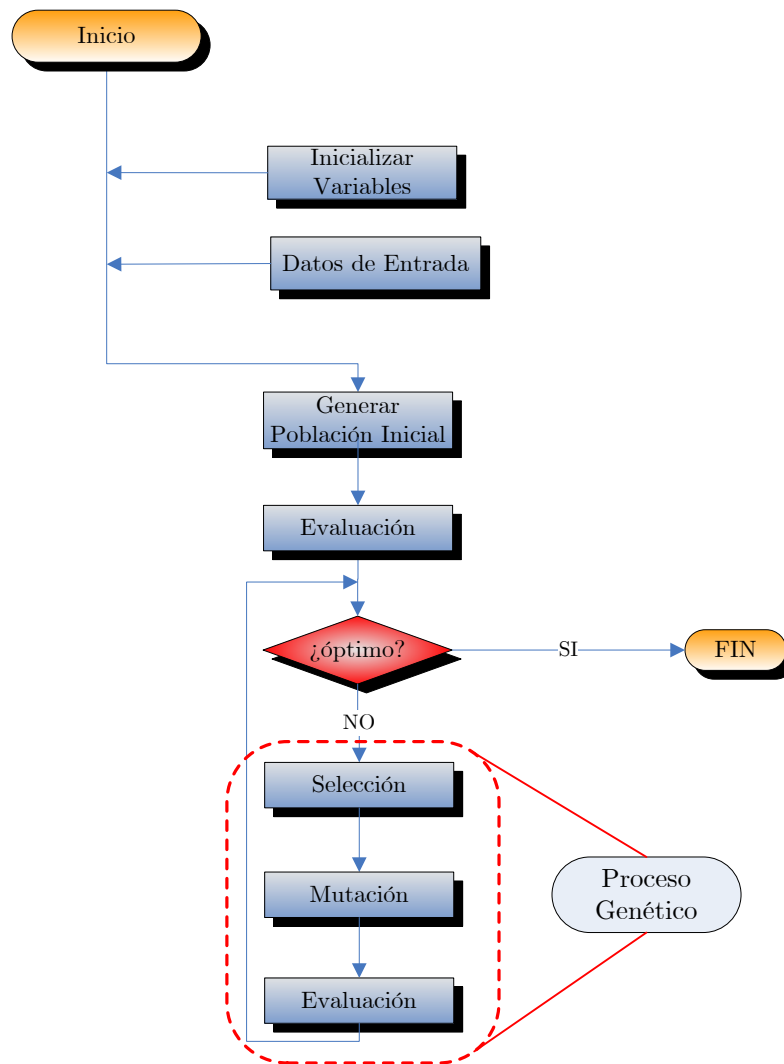 Inicio
Inicializar
Variables
Datos de Entrada
Generar
Población Inicial
Evaluación
¿óptimo?
SI
FIN
NO
Selección
Mutación
Proceso
Genético
Evaluación